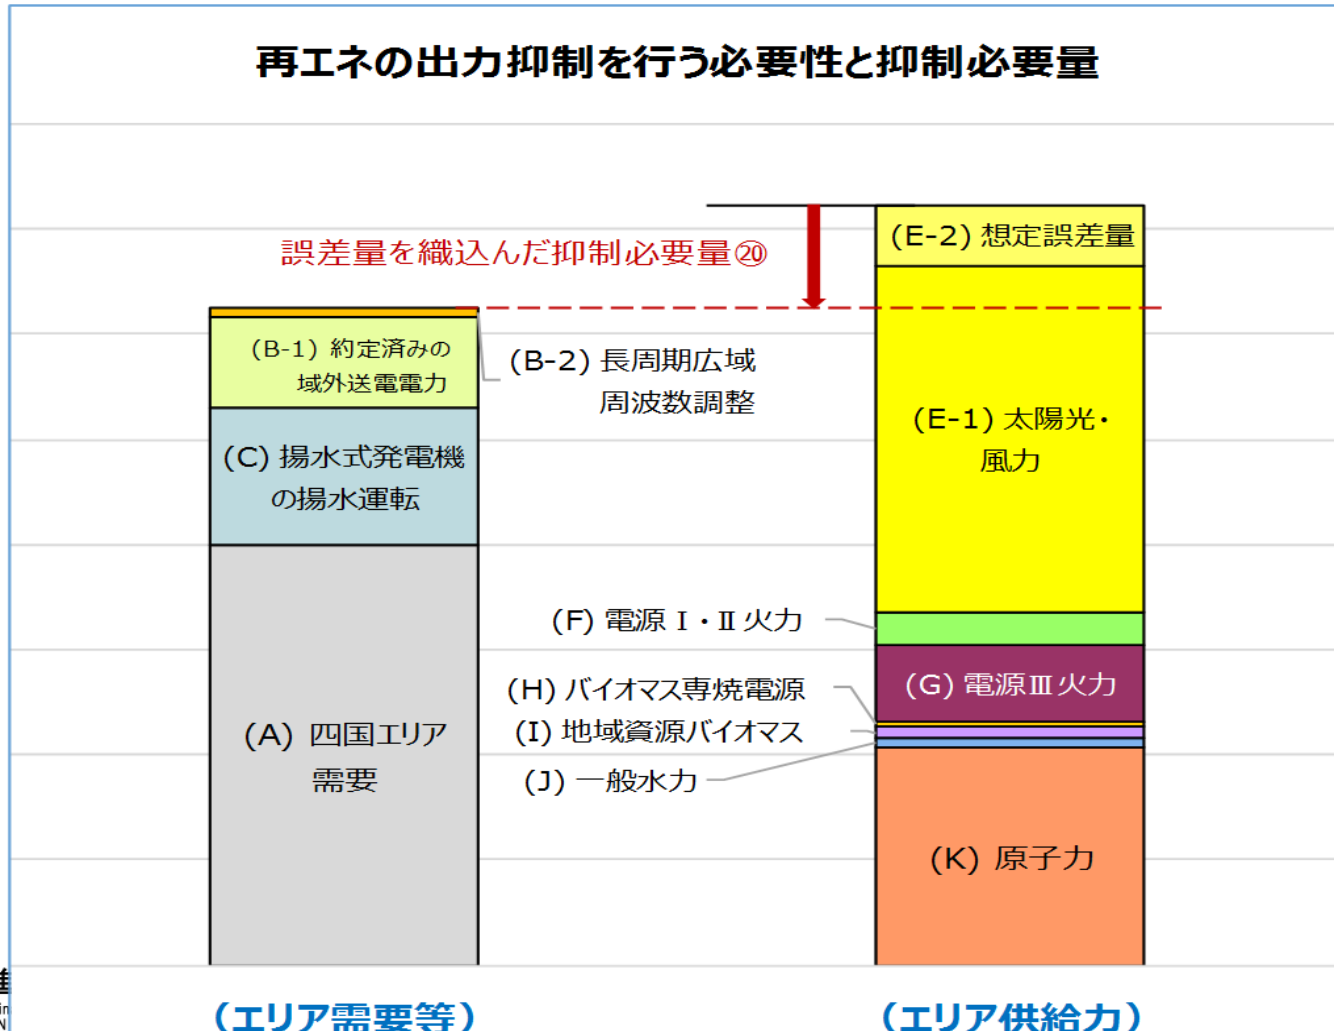 再エネの出力抑制を行う必要性と抑制必要量
誤差量を織込んだ抑制必要量⑳
(E-2) 想定誤差量
(B-1) 約定済みの
域外送電電力
(B-2) 長周期広域
周波数調整
(E-1) 太陽光・
風力
(C) 揚水式発電機
の揚水運転
(F) 電源Ⅰ・Ⅱ火力
(G) 電源Ⅲ火力
(H) バイオマス専焼電源
(I) 地域資源バイオマス
(A) 四国エリア
需要
(J) 一般水力
(K) 原子力
（エリア需要等）
（エリア供給力）